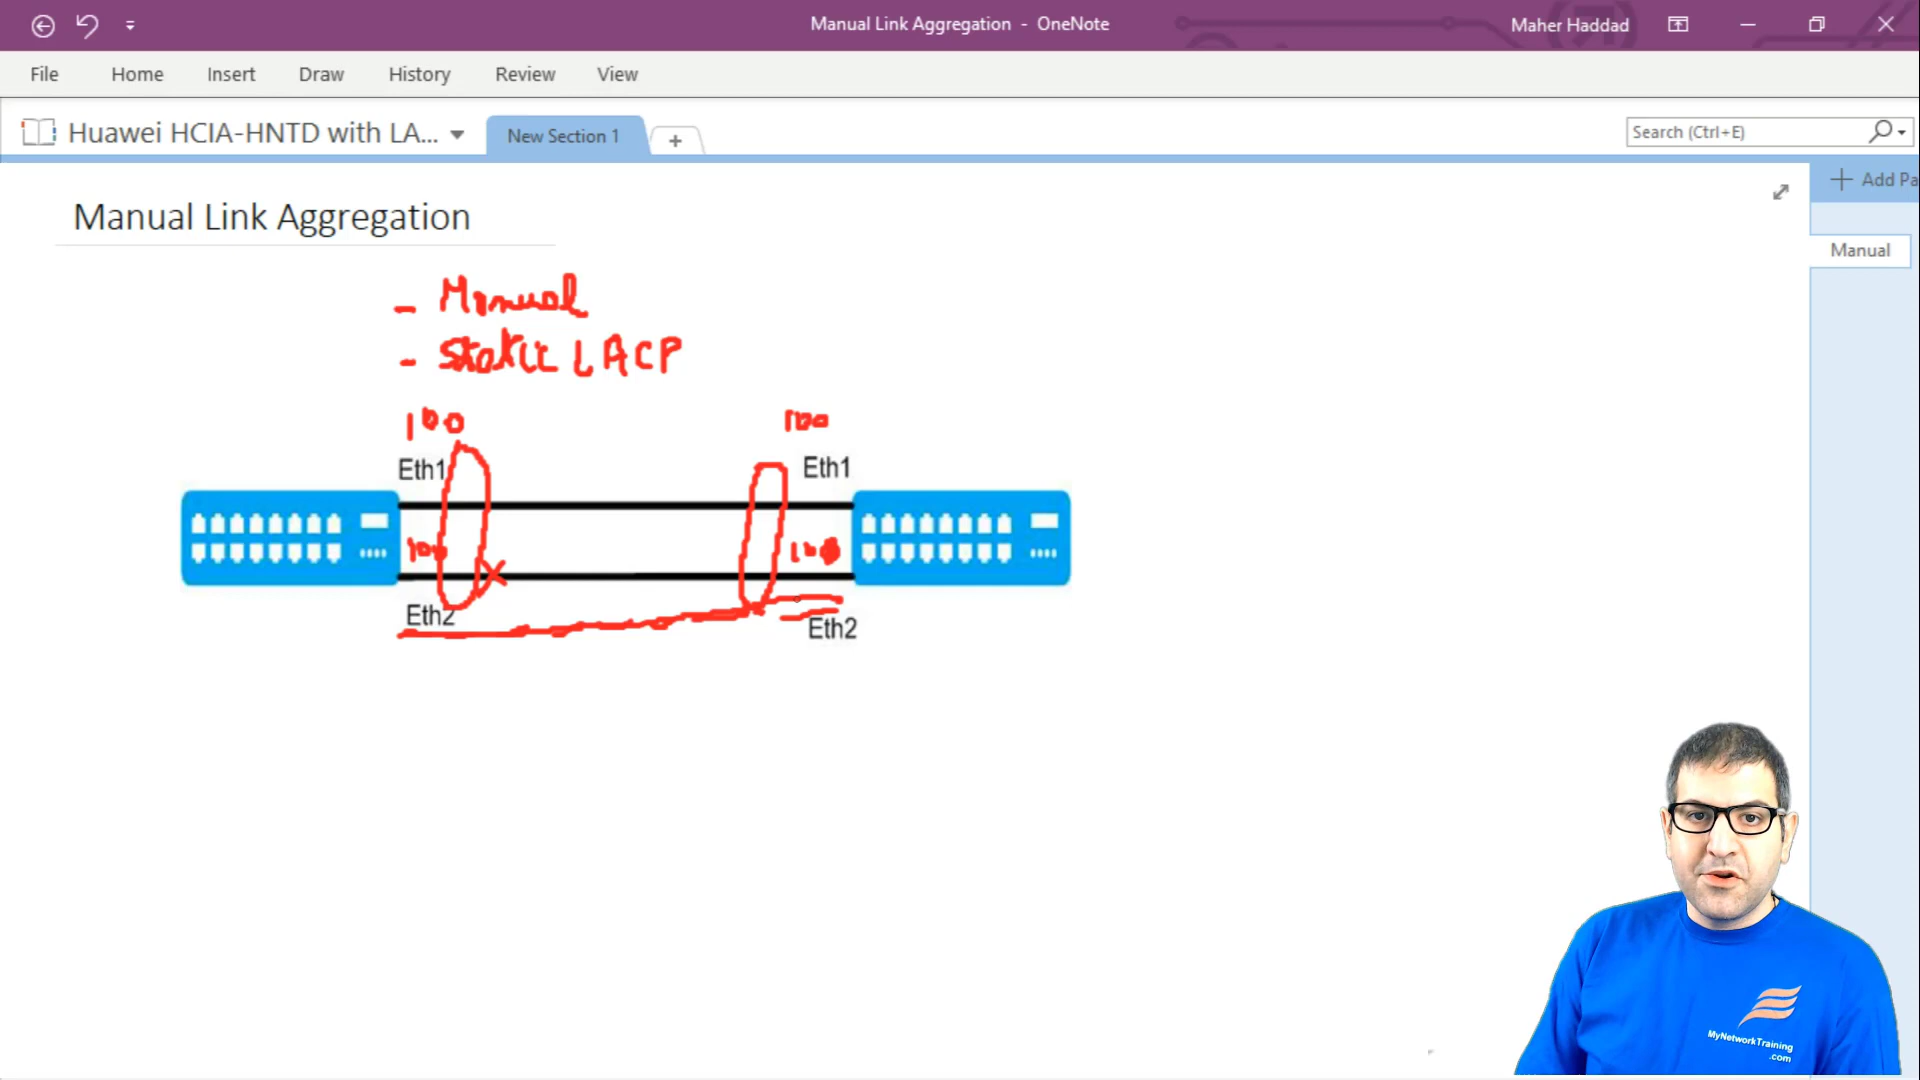 Manual Link Aggregation - OneNote
Maher Haddad
File Home Insert Draw History Review View
Huawei HCIA-HNTD with LA...
New Section 1
+
Search (Ctrl+E)
Manual Link Aggregation
+ Add Pa
Manual
- Manual
- Static LACP
100 100
Eth1 Eth1
100 100
Eth2 Eth2
MyNetworkTraining
.com